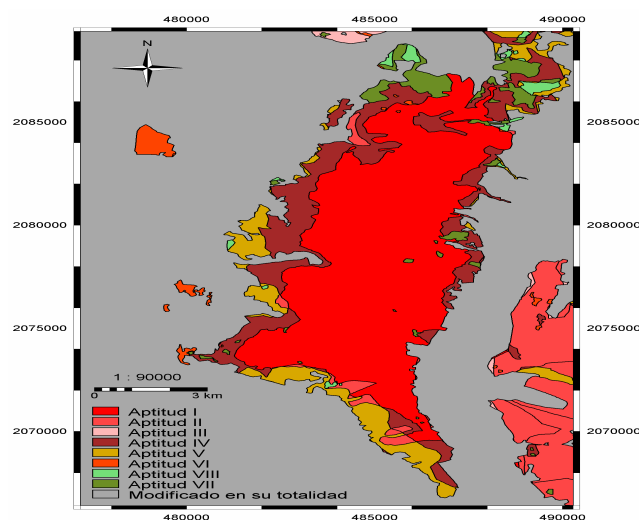 480000 485000 490000
N
2085000 2085000
2080000 2080000
2075000 2075000
1 : 90000
0 3 km
Aptitud I
Aptitud II
Aptitud III
Aptitud IV
Aptitud V
Aptitud VI
Aptitud VIII
Aptitud VII
Modificado en su totalidad
2070000 2070000
480000 485000 490000